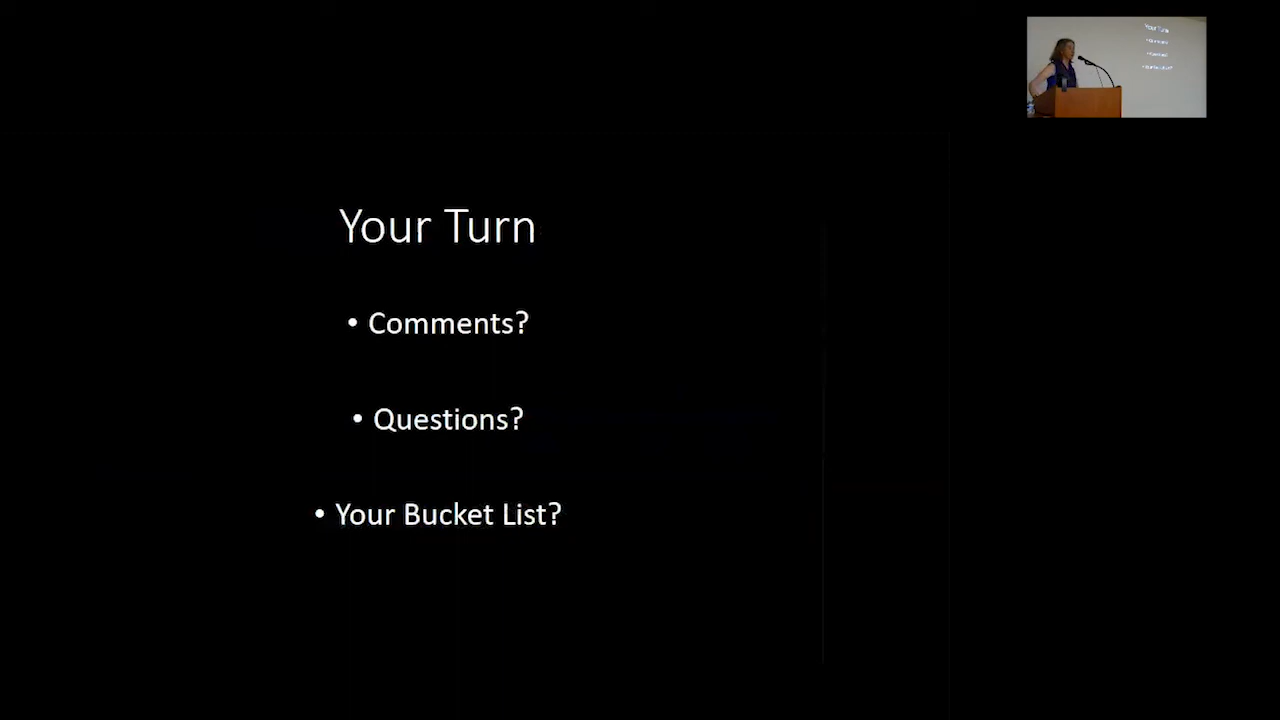 Your Turn
• Comments?
• Questions?
• Your Bucket List?